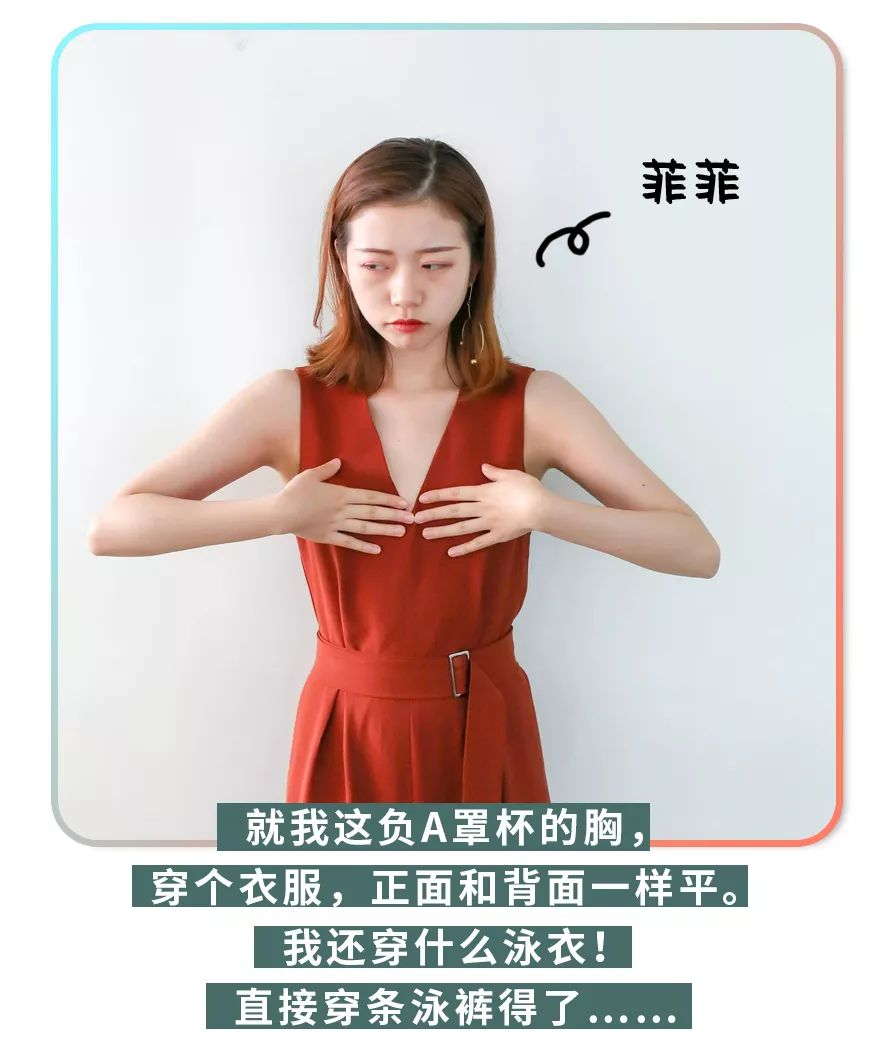 菲菲
就我这负A罩杯的胸，
穿个衣服，正面和背面一样平。
我还穿什么泳衣！
直接穿条泳裤得了……